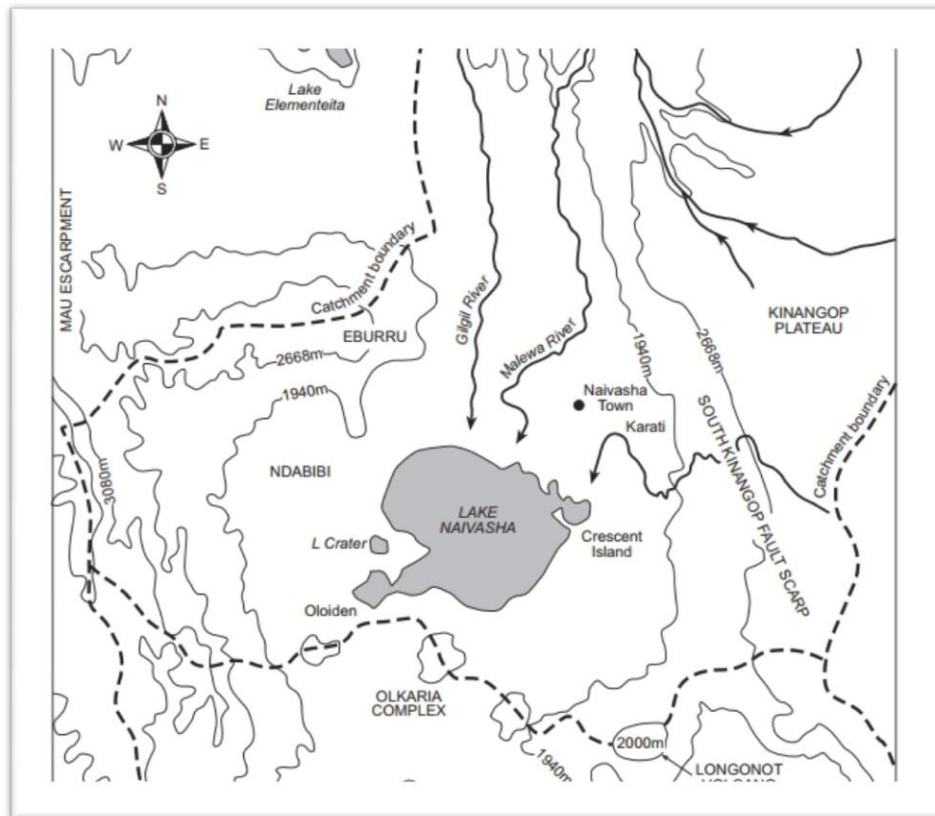 Lake
Elementeita
N
W
E
S
MAU ESCARPMENT
Catchment boundary
EBURRU
2668m
1940m
Gilgil River
Malewa River
KINANGOP
PLATEAU
1940m
2668m
Naivasha
Town
Karati
SOUTH KINANGOP FAULT SCARP
Catchment boundary
3080m
NDABIBI
LAKE
NAIVASHA
L Crater
Crescent
Island
Oloiden
OLKARIA
COMPLEX
1940m
2000m
LONGONOT
VOLCANO